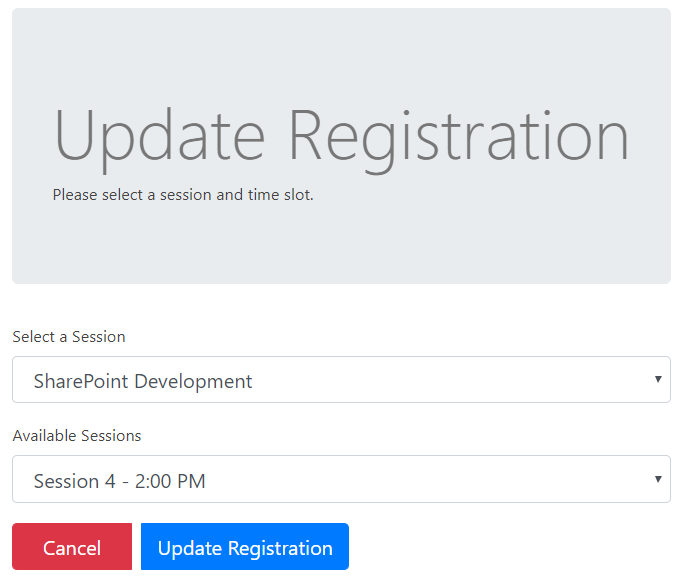 Update Registration
Please select a session and time slot.
Select a Session
SharePoint Development
Available Sessions
Session 4 - 2:00 PM
Cancel
Update Registration